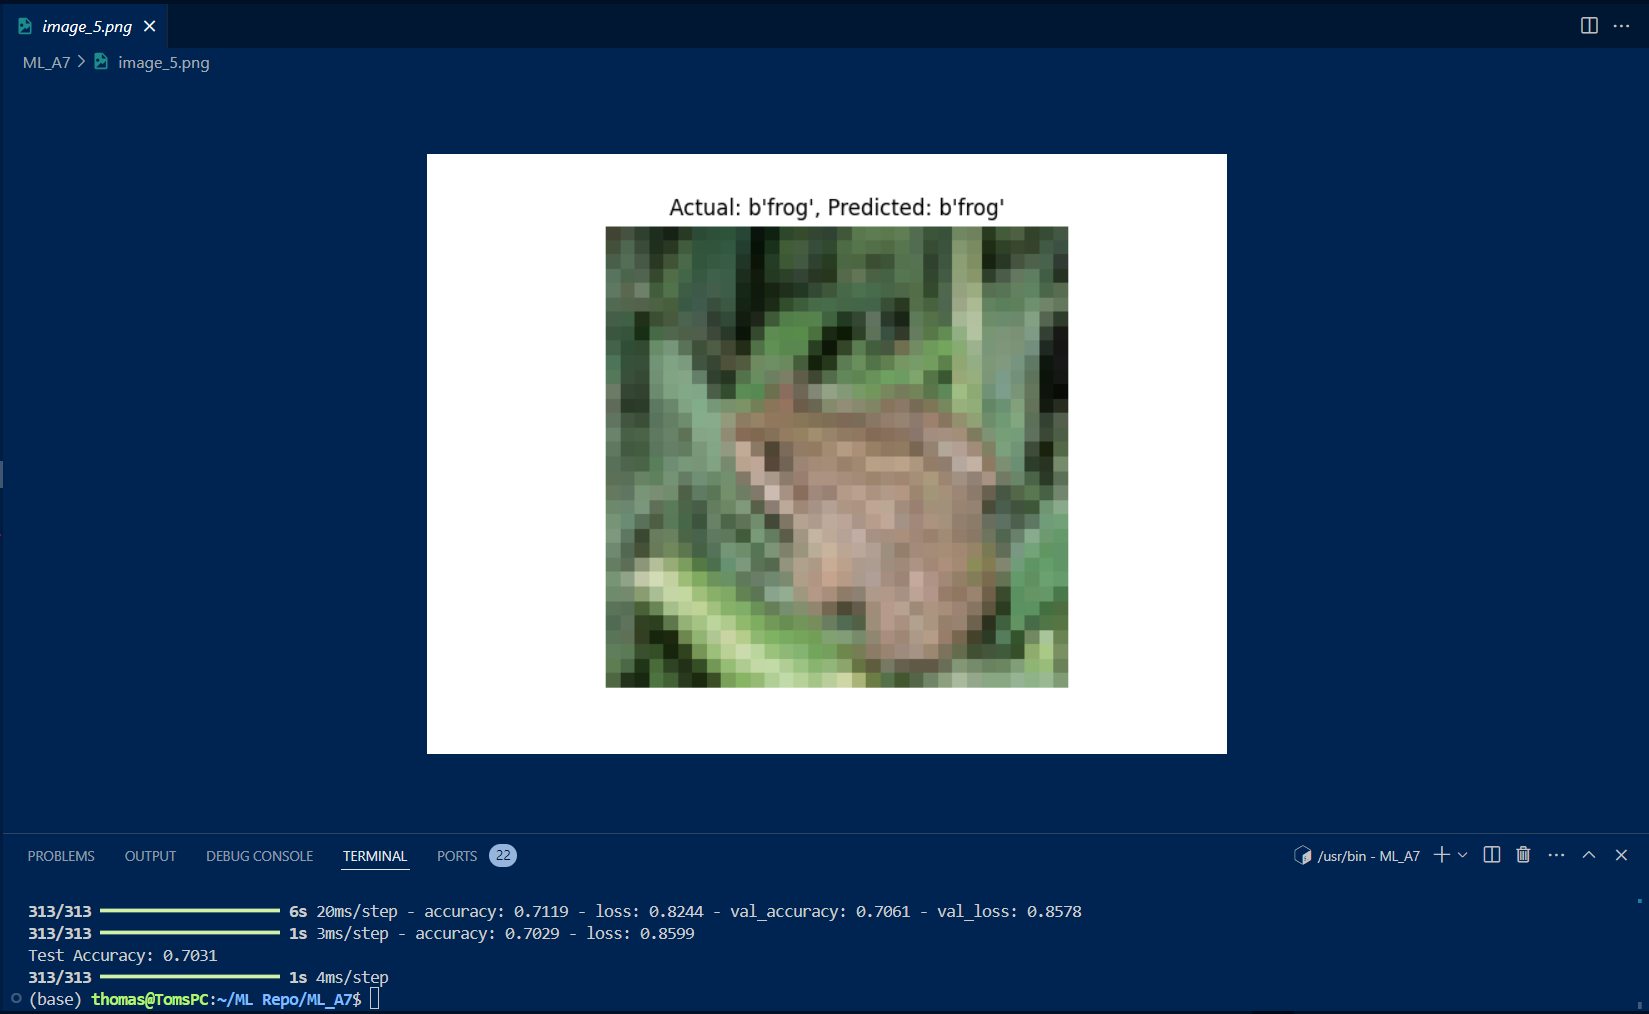 image_5.png
ML_A7 > image_5.png
Actual: b'frog', Predicted: b'frog'
PROBLEMS OUTPUT DEBUG CONSOLE TERMINAL PORTS 22 /usr/bin - ML_A7
313/313 6s 20ms/step - accuracy: 0.7119 - loss: 0.8244 - val_accuracy: 0.7061 - val_loss: 0.8578
313/313 1s 3ms/step - accuracy: 0.7029 - loss: 0.8599
Test Accuracy: 0.7031
313/313 1s 4ms/step
(base) thomas@TomsPC:~/ML Repo/ML_A7$